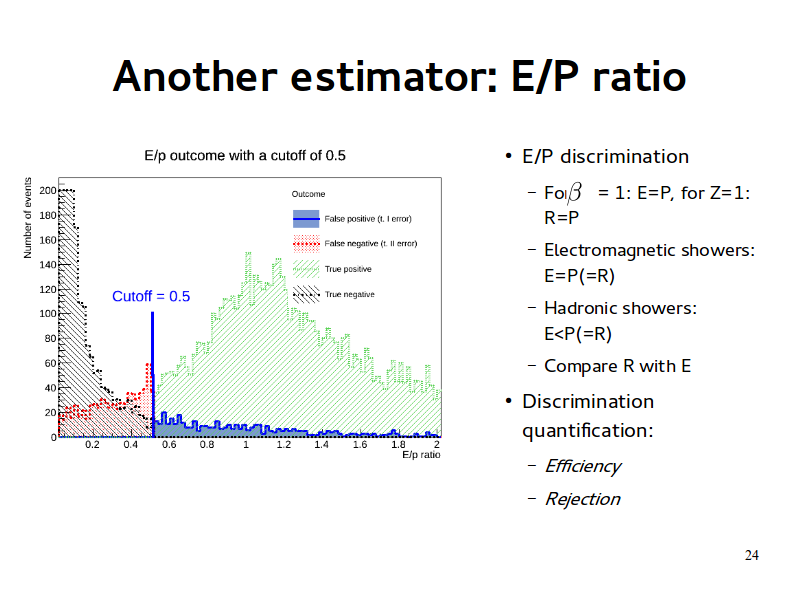 Another estimator: E/P ratio
E/p outcome with a cutoff of 0.5
Number of events
200
180
160
140
120
100
80
60
40
20
0
Outcome
False positive (t. I error)
False negative (t. II error)
True positive
True negative
Cutoff = 0.5
0.2 0.4 0.6 0.8 1 1.2 1.4 1.6 1.8 2
E/p ratio
• E/P discrimination
– For β = 1: E=P, for Z=1:
R=P
– Electromagnetic showers:
E=P(=R)
– Hadronic showers:
E<P(=R)
– Compare R with E
• Discrimination
quantification:
– Efficiency
– Rejection
24